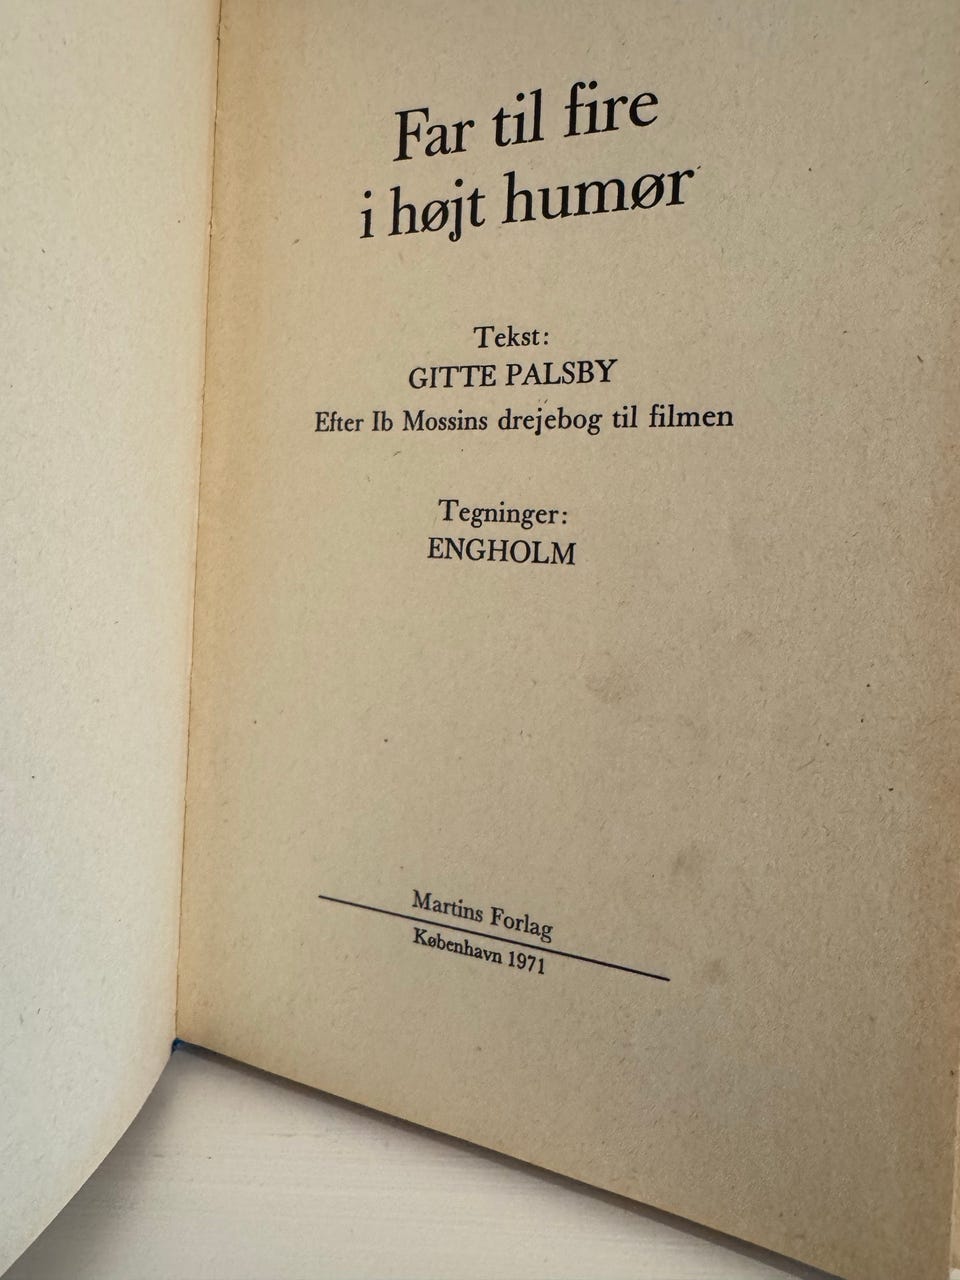 Far til fire
i højt humør
Tekst:
GITTE PALSBY
Efter Ib Mossins drejebog til filmen
Tegninger:
ENGHOLM
Martins Forlag
København 1971